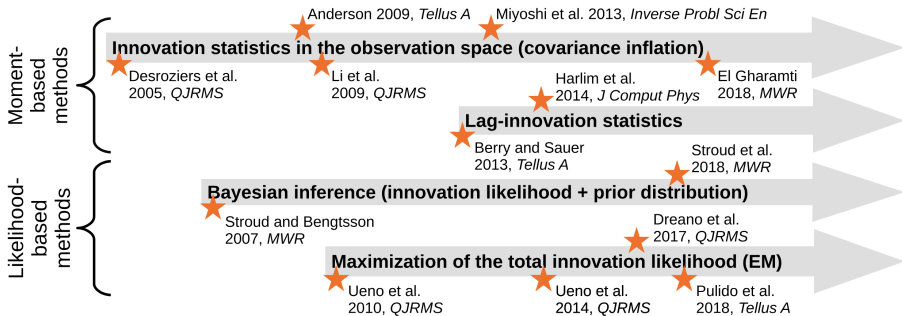 Moment-
based
methods
Anderson 2009, Tellus A
Miyoshi et al. 2013, Inverse Probl Sci En
Innovation statistics in the observation space (covariance inflation)
Desroziers et al.
2005, QJRMS
Li et al.
2009, QJRMS
El Gharamti
2018, MWR
Harlim et al.
2014, J Comput Phys
Lag-innovation statistics
Berry and Sauer
2013, Tellus A
Likelihood-
based
methods
Stroud et al.
2018, MWR
Bayesian inference (innovation likelihood + prior distribution)
Stroud and Bengtsson
2007, MWR
Dreano et al.
2017, QJRMS
Maximization of the total innovation likelihood (EM)
Ueno et al.
2010, QJRMS
Ueno et al.
2014, QJRMS
Pulido et al.
2018, Tellus A